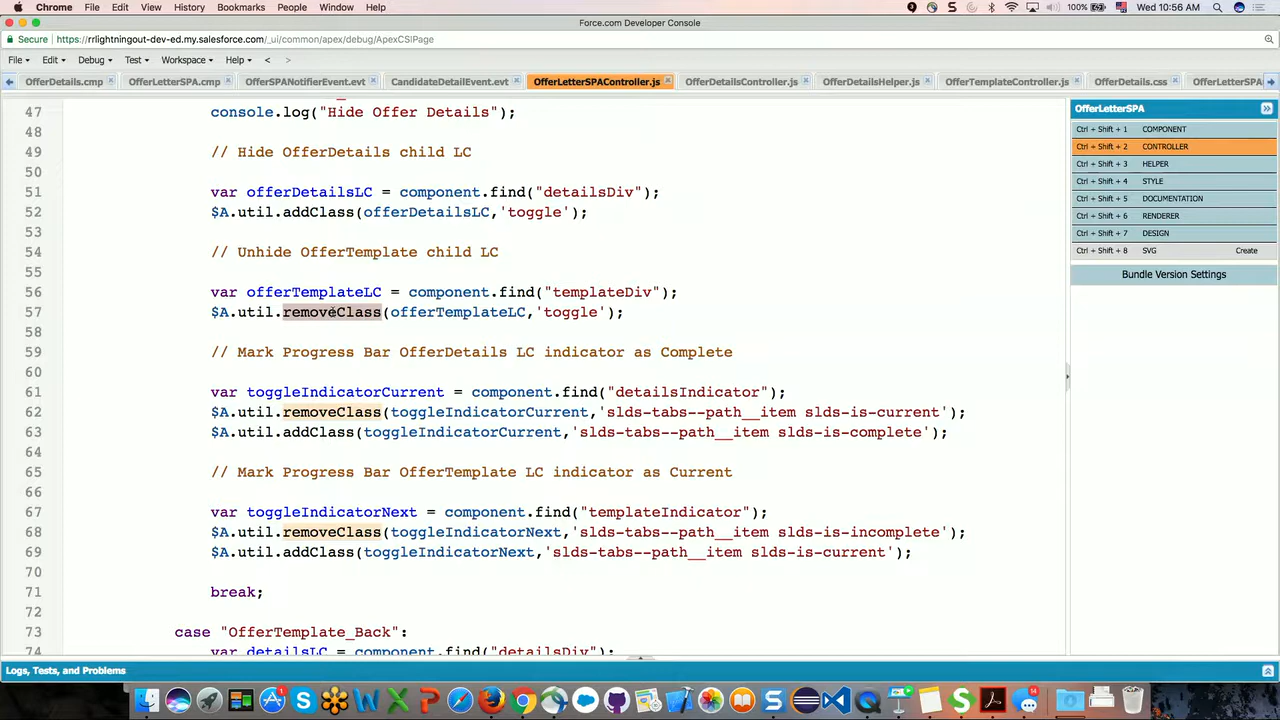 Chrome File Edit View History Bookmarks People Window Help 100% Wed 10:56 AM
Force.com Developer Console
Secure https://rrlightningout-dev-ed.my.salesforce.com/_ui/common/apex/debug/ApexCSIPage
File Edit Debug Test Workspace Help < >
OfferDetails.cmp OfferLetterSPA.cmp OfferSPANotifierEvent.evt CandidateDetailEvent.evt OfferLetterSPAController.js OfferDetailsController.js OfferDetailsHelper.js OfferTemplateController.js OfferDetails.css OfferLetterSPA
47 console.log("Hide Offer Details");
48
49 // Hide OfferDetails child LC
50
51 var offerDetailsLC = component.find("detailsDiv");
52 $A.util.addClass(offerDetailsLC,'toggle');
53
54 // Unhide OfferTemplate child LC
55
56 var offerTemplateLC = component.find("templateDiv");
57 $A.util.removeClass(offerTemplateLC,'toggle');
58
59 // Mark Progress Bar OfferDetails LC indicator as Complete
60
61 var toggleIndicatorCurrent = component.find("detailsIndicator");
62 $A.util.removeClass(toggleIndicatorCurrent,'slds-tabs--path__item slds-is-current');
63 $A.util.addClass(toggleIndicatorCurrent,'slds-tabs--path__item slds-is-complete');
64
65 // Mark Progress Bar OfferTemplate LC indicator as Current
66
67 var toggleIndicatorNext = component.find("templateIndicator");
68 $A.util.removeClass(toggleIndicatorNext,'slds-tabs--path__item slds-is-incomplete');
69 $A.util.addClass(toggleIndicatorNext,'slds-tabs--path__item slds-is-current');
70
71 break;
72
73 case "OfferTemplate_Back":
var detailsLC = component.find("detailsDiv");
OfferLetterSPA
Ctrl + Shift + 1 COMPONENT
Ctrl + Shift + 2 CONTROLLER
Ctrl + Shift + 3 HELPER
Ctrl + Shift + 4 STYLE
Ctrl + Shift + 5 DOCUMENTATION
Ctrl + Shift + 6 RENDERER
Ctrl + Shift + 7 DESIGN
Ctrl + Shift + 8 SVG Create
Bundle Version Settings
Logs, Tests, and Problems